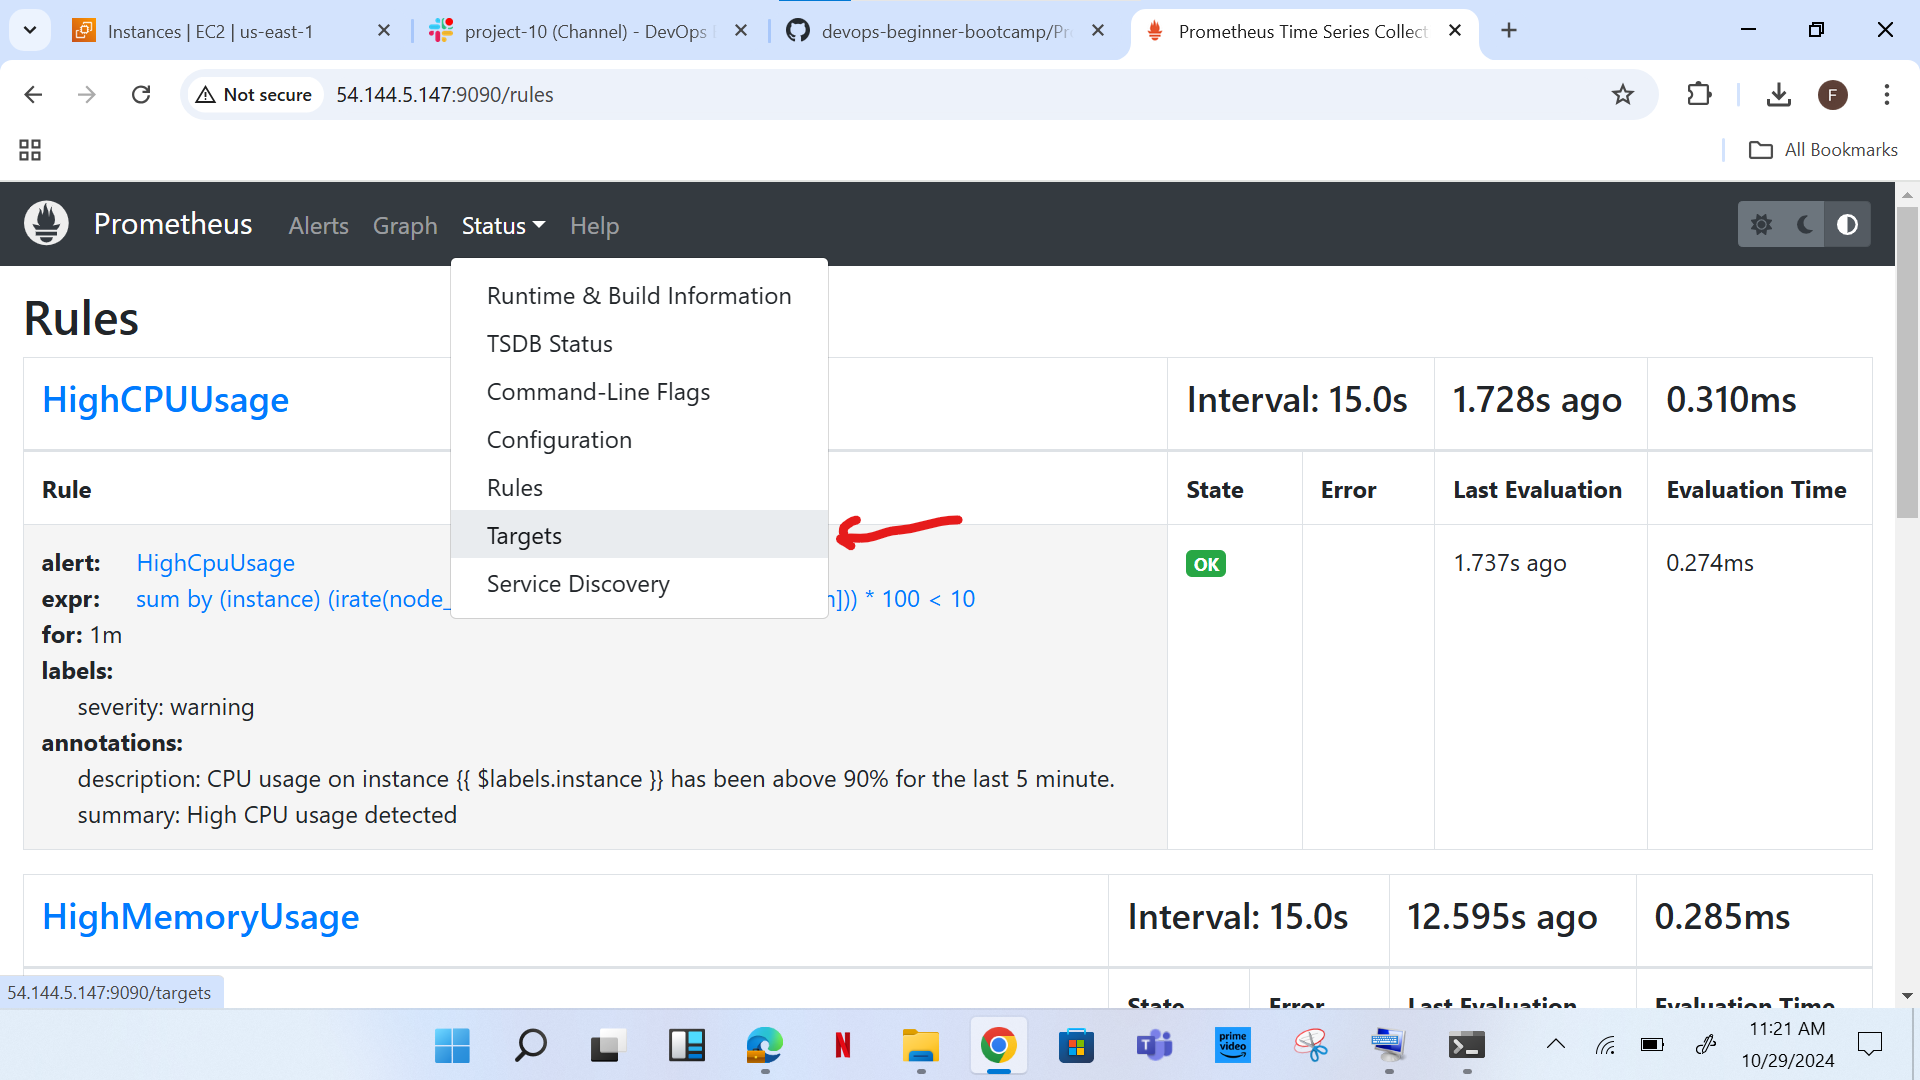 Instances | EC2 | us-east-1
project-10 (Channel) - DevOps
devops-beginner-bootcamp/Pr
Prometheus Time Series Collect
Not secure
54.144.5.147:9090/rules
F
All Bookmarks
Prometheus
Alerts
Graph
Status
Help
Runtime & Build Information
TSDB Status
Command-Line Flags
Configuration
Rules
Targets
Service Discovery
Rules
HighCPUUsage
Interval: 15.0s
1.728s ago
0.310ms
Rule
State
Error
Last Evaluation
Evaluation Time
alert: HighCpuUsage
expr: sum by (instance) (irate(node_ ])) * 100 < 10
for: 1m
labels:
severity: warning
annotations:
description: CPU usage on instance {{ $labels.instance }} has been above 90% for the last 5 minute.
summary: High CPU usage detected
OK
1.737s ago
0.274ms
HighMemoryUsage
Interval: 15.0s
12.595s ago
0.285ms
State
Error
Last Evaluation
Evaluation Time
54.144.5.147:9090/targets
N
T
prime video
11:21 AM
10/29/2024